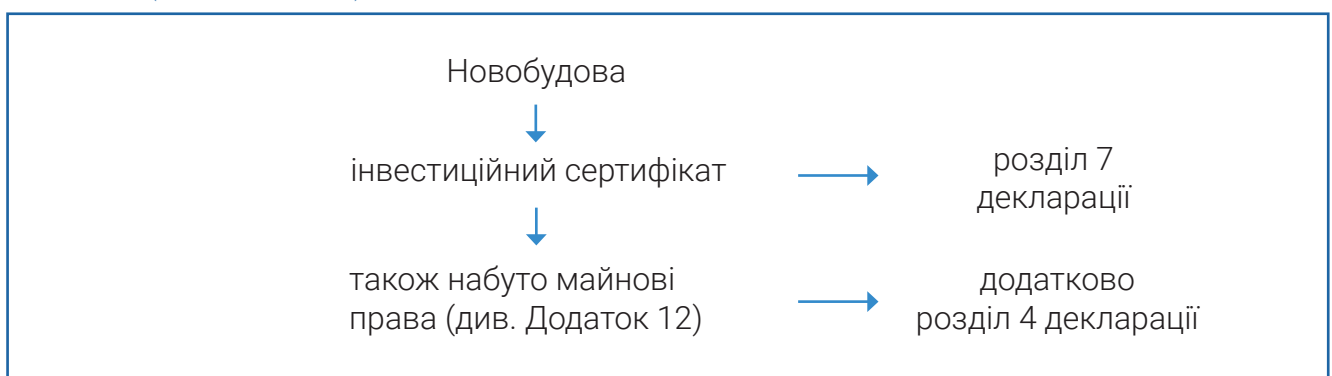 Новобудова
інвестиційний сертифікат
розділ 7
декларації
також набуто майнові
права (див. Додаток 12)
додатково
розділ 4 декларації